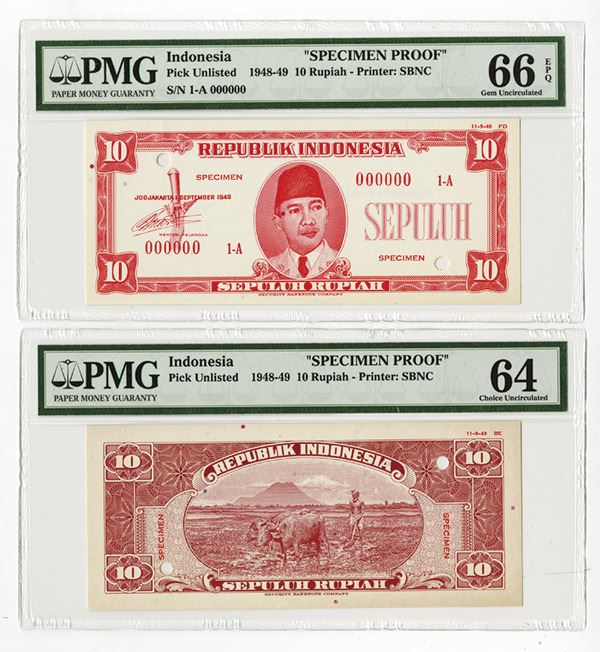 PMG
PAPER MONEY GUARANTY
Indonesia "SPECIMEN PROOF"
Pick Unlisted 1948-49 10 Rupiah - Printer: SBNC
S/N 1-A 000000
66 EPQ
Gem Uncirculated
11-9-48 FD
10 REPUBLIK INDONESIA 10
SPECIMEN
000000 1-A
JOGJAKARTA 1 SEPTEMBER 1948
SEPULUH
MENTERI KEUANGAN
000000 1-A
SPECIMEN
10 SEPULUH RUPIAH 10
SECURITY BANKNOTE COMPANY
PMG
PAPER MONEY GUARANTY
Indonesia "SPECIMEN PROOF"
Pick Unlisted 1948-49 10 Rupiah - Printer: SBNC
64
Choice Uncirculated
11-9-48 BE
10 REPUBLIK INDONESIA 10
SPECIMEN
SPECIMEN
10 SEPULUH RUPIAH 10
SECURITY BANKNOTE COMPANY